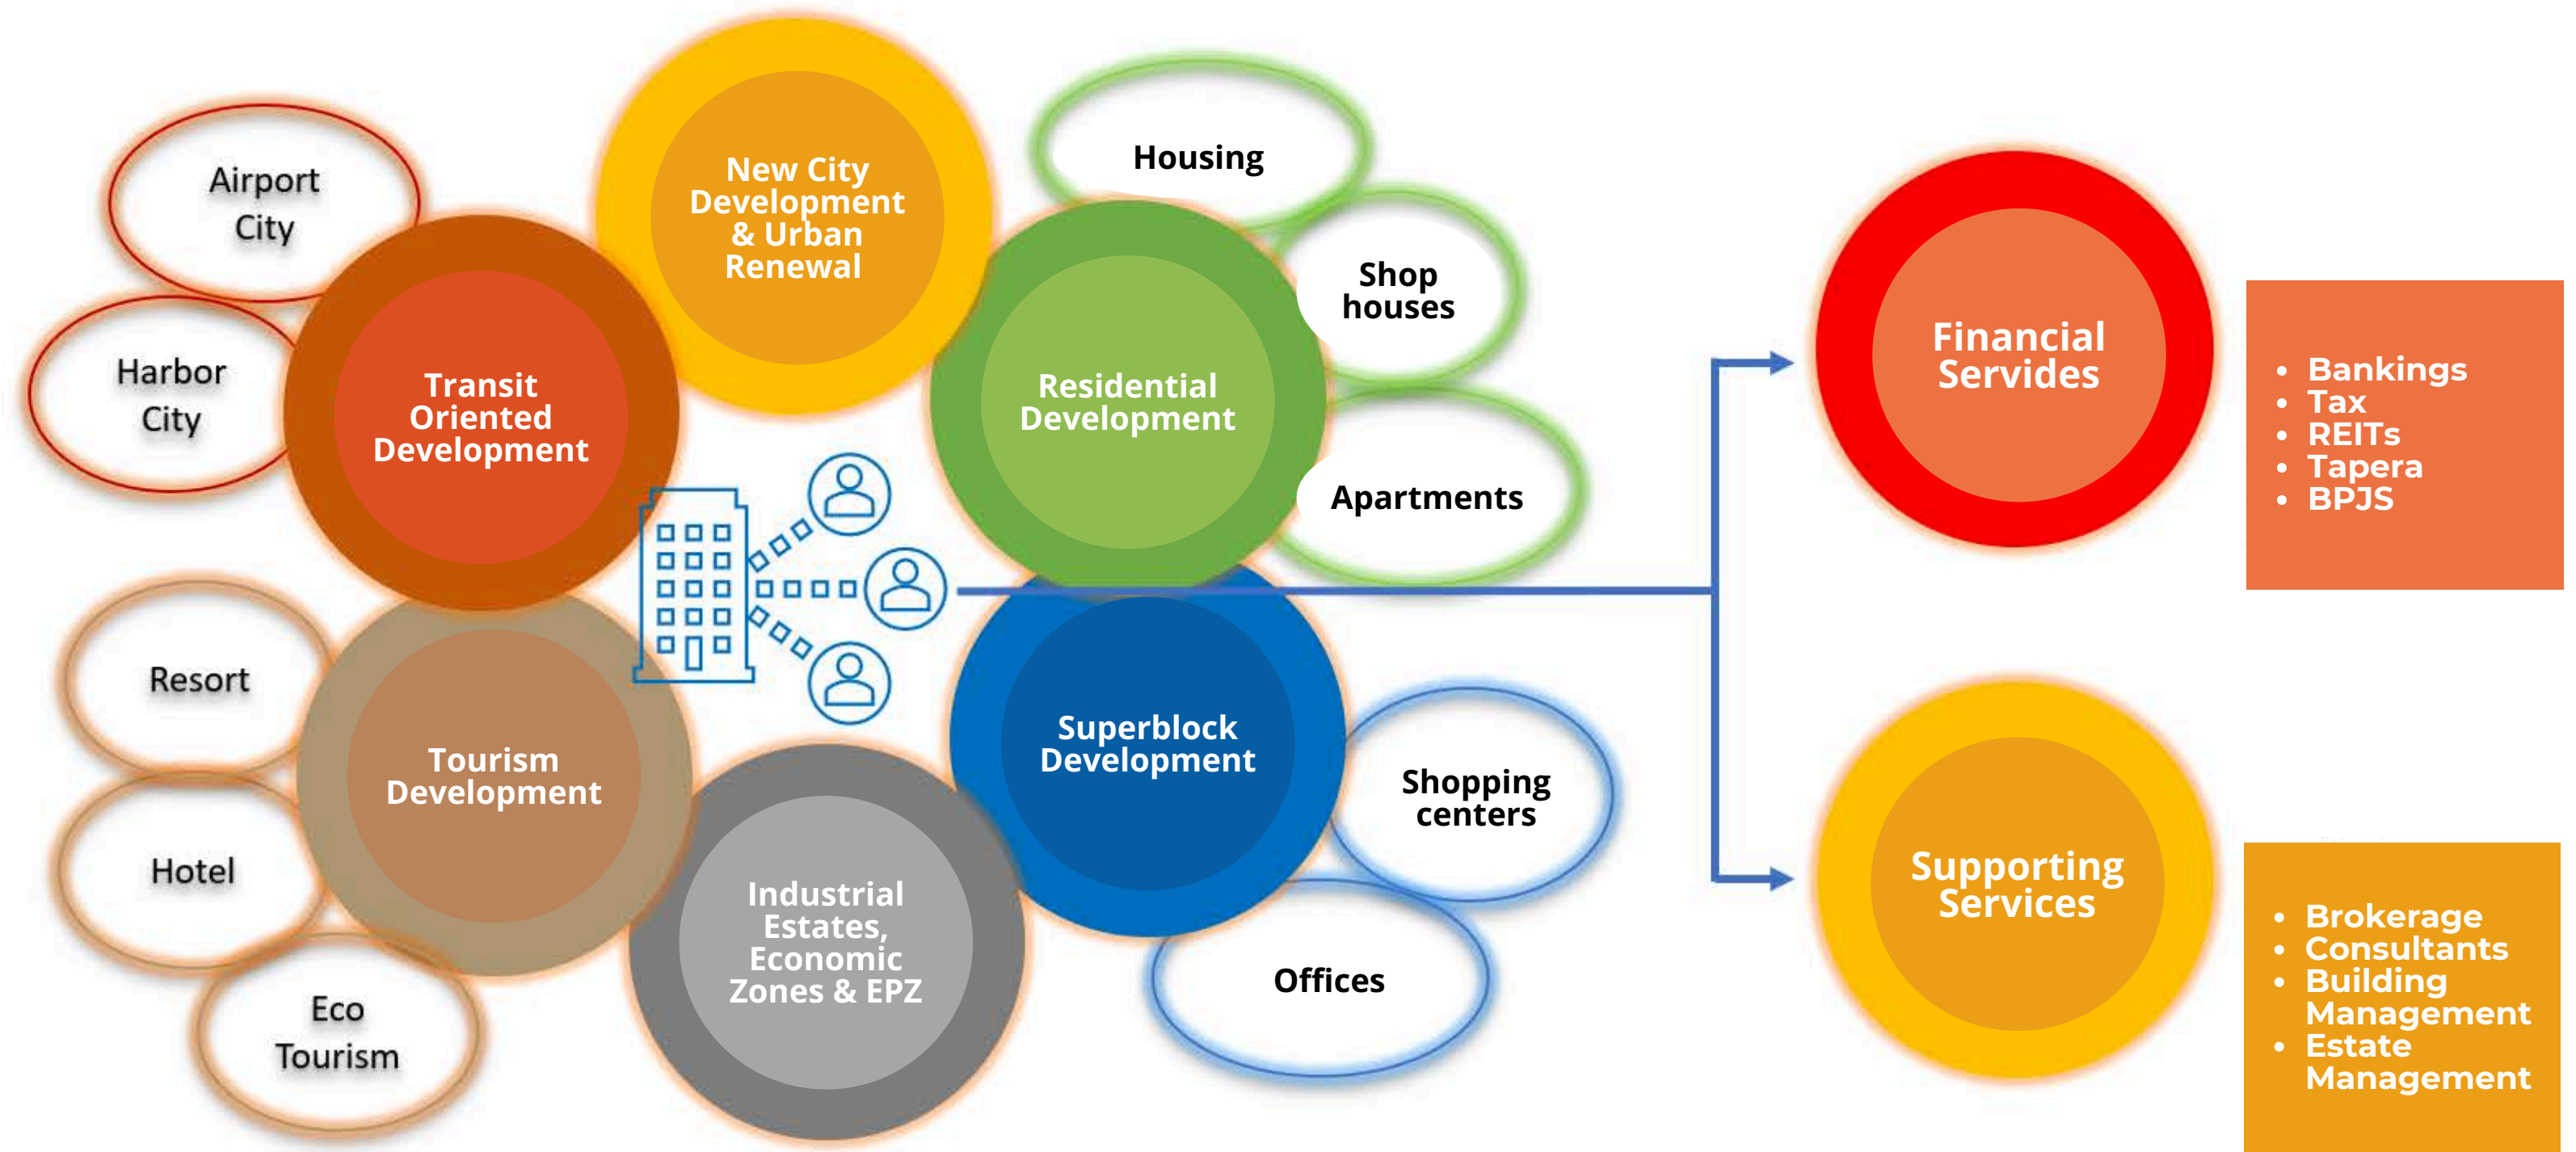 New City
Development
& Urban
Renewal
Airport
City
Harbor
City
Transit
Oriented
Development
Housing
Shop
houses
Apartments
Residential
Development
Resort
Hotel
Eco
Tourism
Tourism
Development
Industrial
Estates,
Economic
Zones & EPZ
Superblock
Development
Shopping
centers
Offices
Financial
Servides
• Bankings
• Tax
• REITs
• Tapera
• BPJS
Supporting
Services
• Brokerage
• Consultants
• Building
Management
• Estate
Management